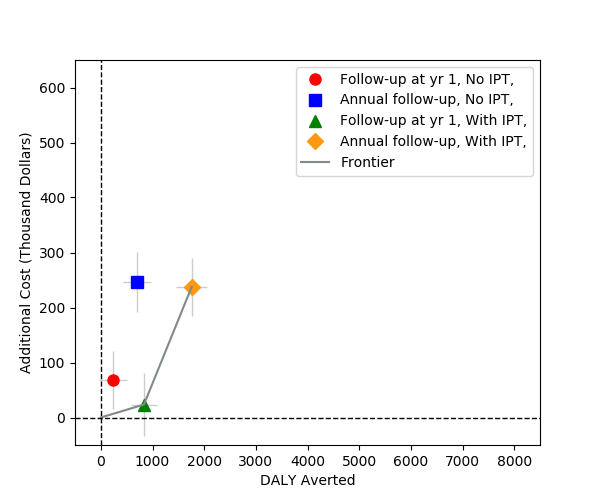 Follow-up at yr 1, No IPT,
Annual follow-up, No IPT,
Follow-up at yr 1, With IPT,
Annual follow-up, With IPT,
Frontier
Additional Cost (Thousand Dollars)
600
500
400
300
200
100
0
0 1000 2000 3000 4000 5000 6000 7000 8000
DALY Averted